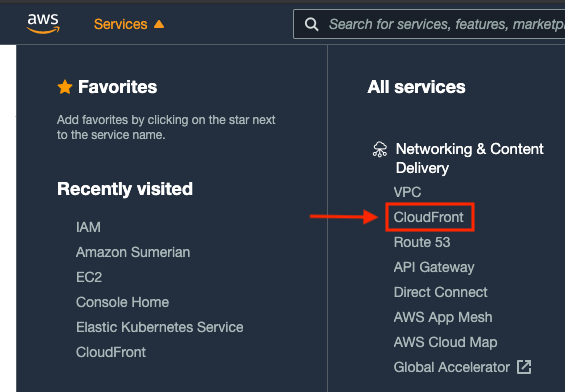 aws
Services
Search for services, features, marketp
Favorites
Add favorites by clicking on the star next
to the service name.
Recently visited
IAM
Amazon Sumerian
EC2
Console Home
Elastic Kubernetes Service
CloudFront
All services
Networking & Content
Delivery
VPC
CloudFront
Route 53
API Gateway
Direct Connect
AWS App Mesh
AWS Cloud Map
Global Accelerator